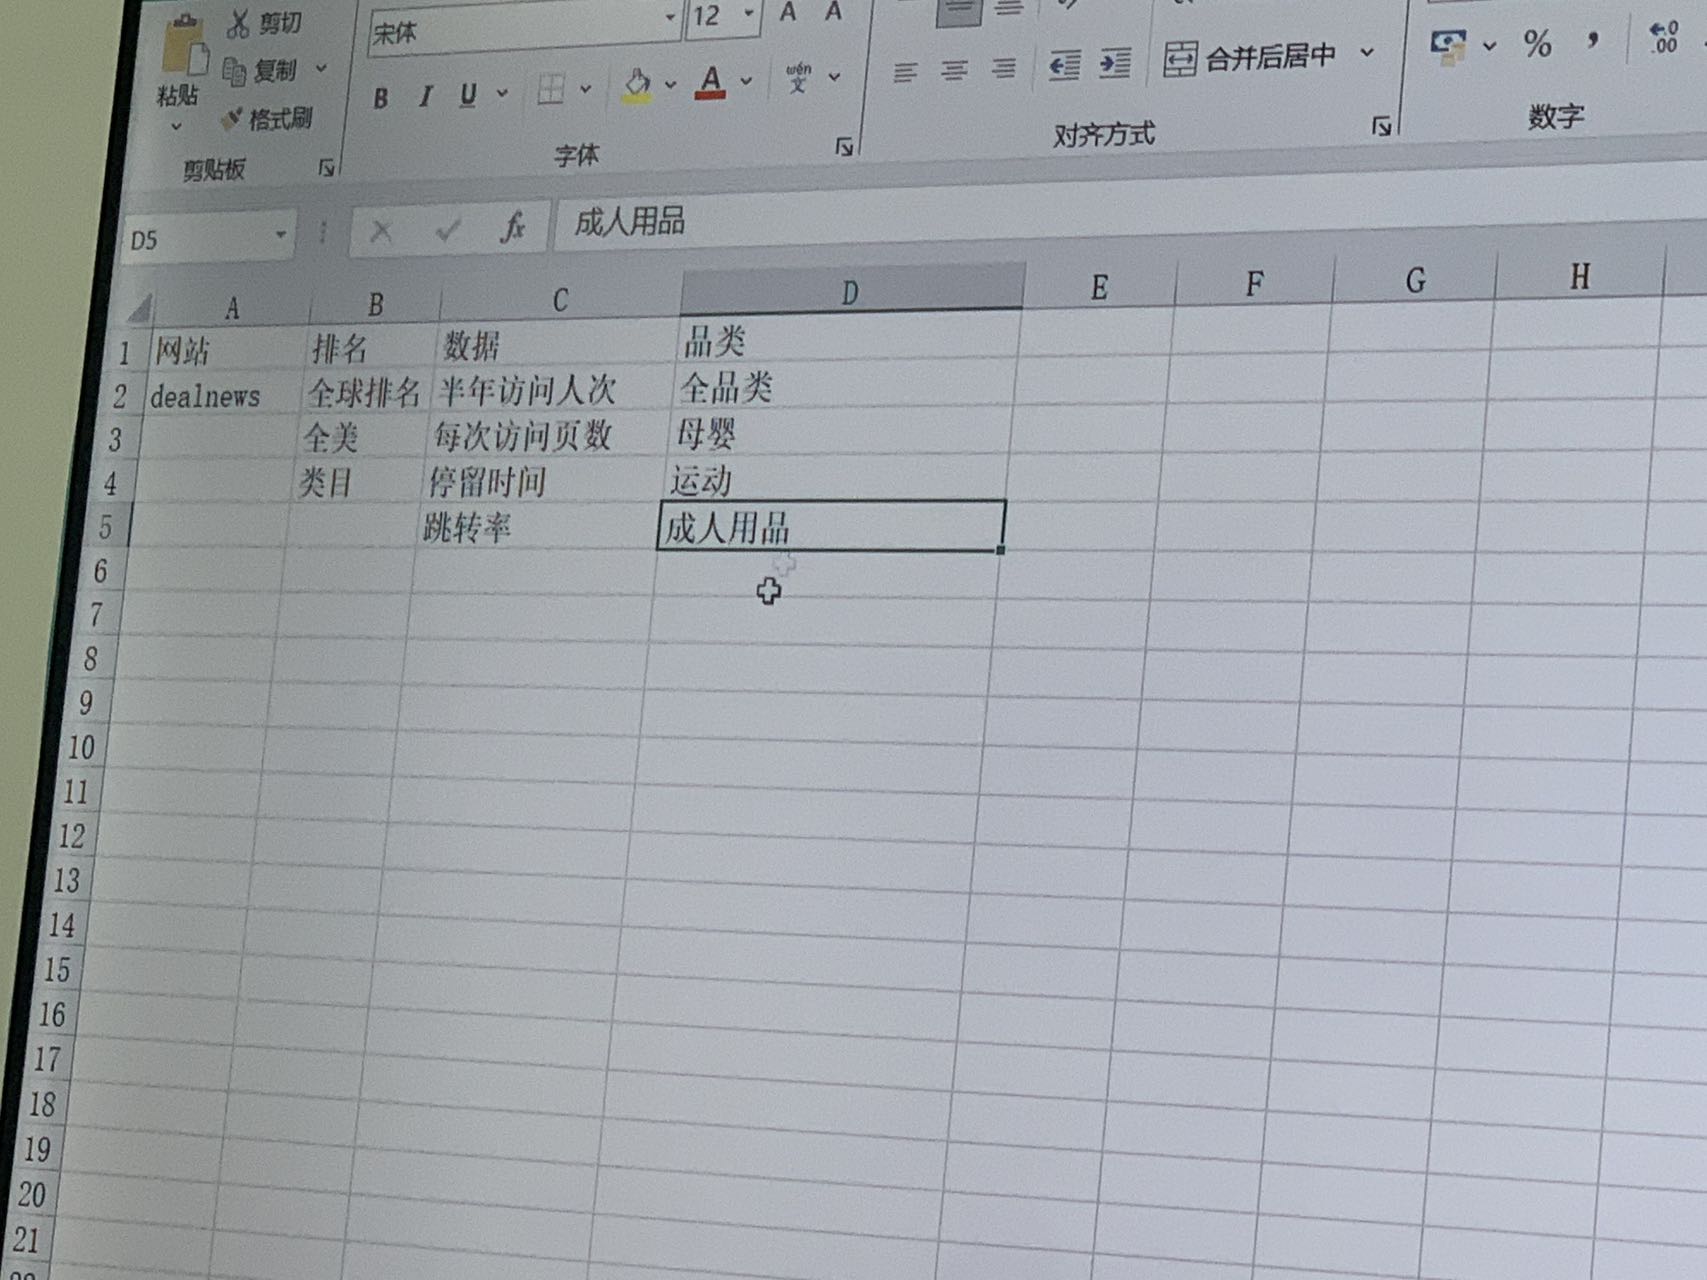 剪切
复制
格式刷
粘贴
剪贴板
宋体 12 A A
B I U A wén 文
字体
合并后居中
对齐方式
% , .0 .00
数字
D5 fx 成人用品
A B C D E F G H
1 网站 排名 数据 品类
2 dealnews 全球排名 半年访问人次 全品类
3 全美 每次访问页数 母婴
4 类目 停留时间 运动
5 跳转率 成人用品
6
7
8
9
10
11
12
13
14
15
16
17
18
19
20
21